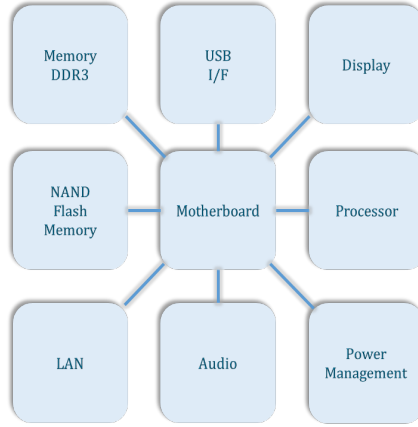 Memory
DDR3
USB
I/F
Display
NAND
Flash
Memory
Motherboard
Processor
LAN
Audio
Power
Management